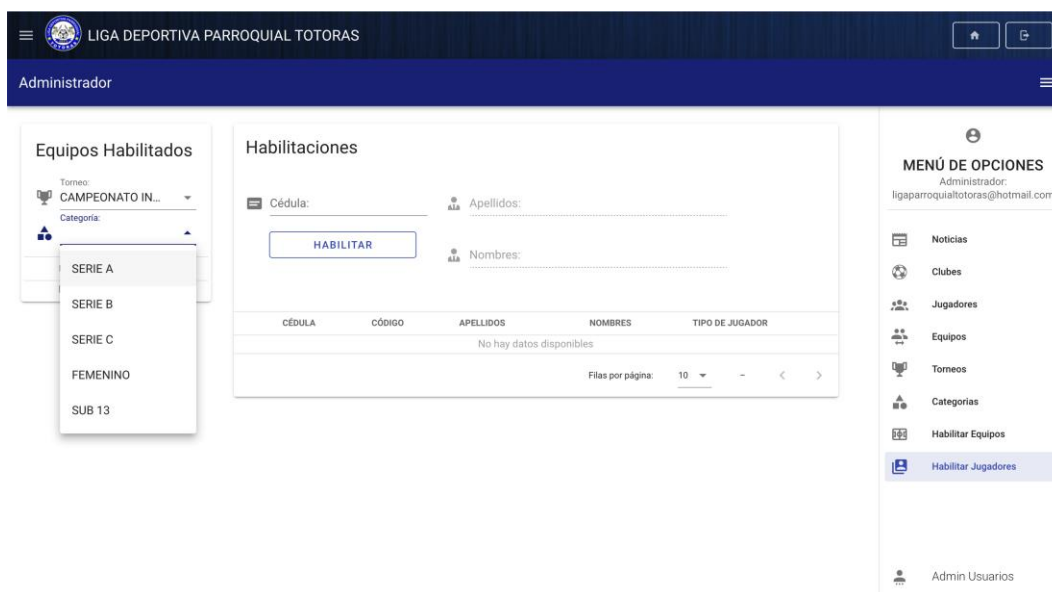 LIGA DEPORTIVA PARROQUIAL TOTORAS
Administrador
Equipos Habilitados
Torneo:
CAMPEONATO IN...
Categoría:
SERIE A
SERIE B
SERIE C
FEMENINO
SUB 13
Habilitaciones
Cédula:
Apellidos:
HABILITAR
Nombres:
CÉDULA CÓDIGO APELLIDOS NOMBRES TIPO DE JUGADOR
No hay datos disponibles
Filas por página: 10 –
MENÚ DE OPCIONES
Administrador:
ligaparroquialtotoras@hotmail.com
Noticias
Clubes
Jugadores
Equipos
Torneos
Categorias
Habilitar Equipos
Habilitar Jugadores
Admin Usuarios